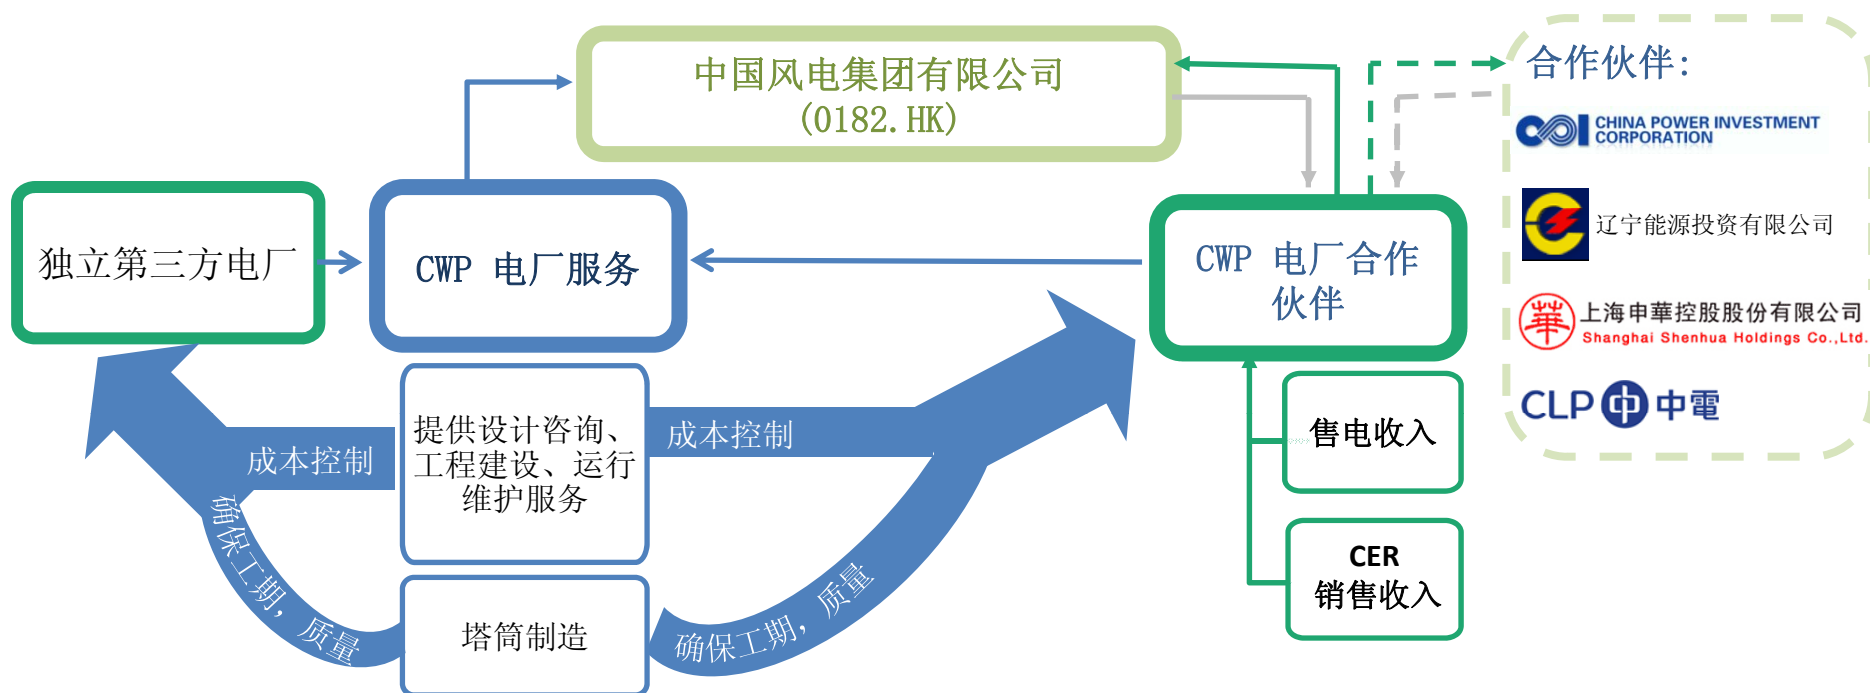 中国风电集团有限公司
(0182.HK)
合作伙伴:
CHINA POWER INVESTMENT
CORPORATION
辽宁能源投资有限公司
上海申華控股股份有限公司
Shanghai Shenhua Holdings Co.,Ltd.
CLP 中 中電
独立第三方电厂
CWP 电厂服务
CWP 电厂合作
伙伴
成本控制
提供设计咨询、
工程建设、运行
维护服务
成本控制
售电收入
确保工期,质量
塔筒制造
确保工期,质量
CER
销售收入